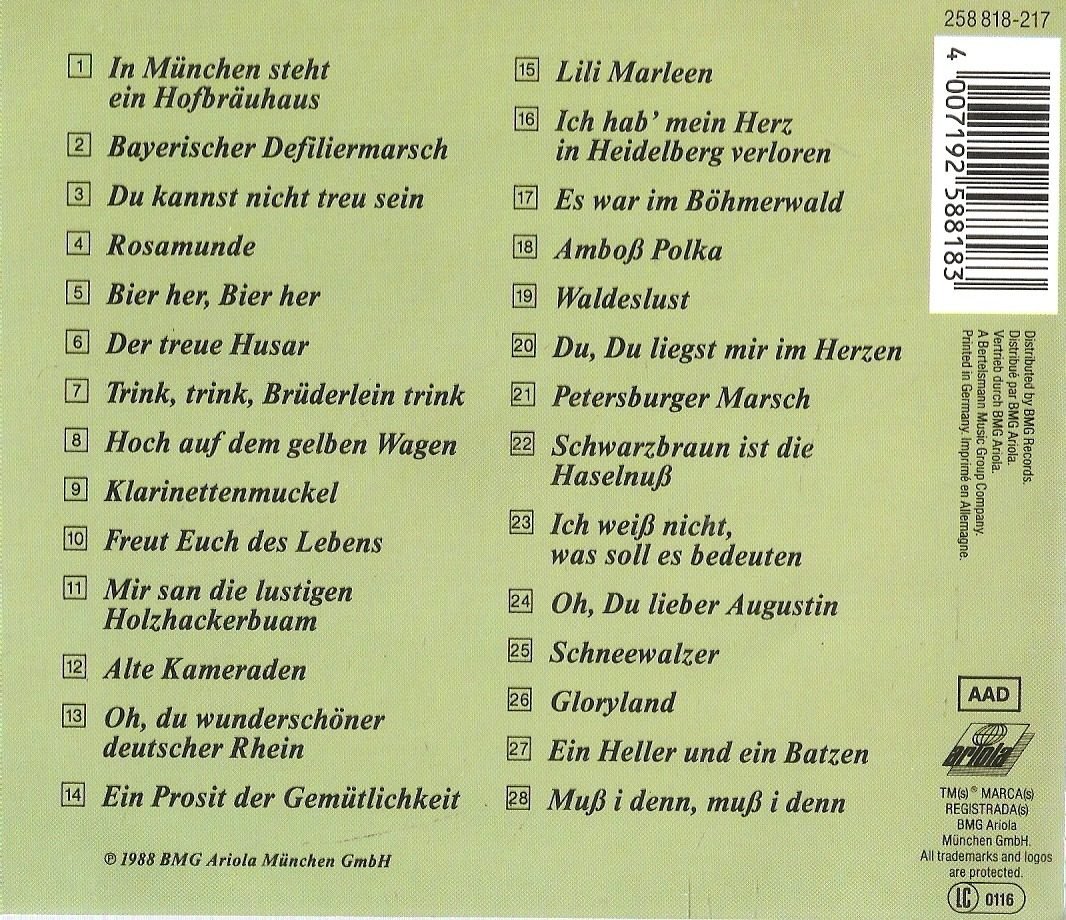 258 818-217
1 In München steht
ein Hofbräuhaus
2 Bayerischer Defiliermarsch
3 Du kannst nicht treu sein
4 Rosamunde
5 Bier her, Bier her
6 Der treue Husar
7 Trink, trink, Brüderlein trink
8 Hoch auf dem gelben Wagen
9 Klarinettenmuckel
10 Freut Euch des Lebens
11 Mir san die lustigen
Holzhackerbuam
12 Alte Kameraden
13 Oh, du wunderschöner
deutscher Rhein
14 Ein Prosit der Gemütlichkeit
℗ 1988 BMG Ariola München GmbH
15 Lili Marleen
16 Ich hab' mein Herz
in Heidelberg verloren
17 Es war im Böhmerwald
18 Amboß Polka
19 Waldeslust
20 Du, Du liegst mir im Herzen
21 Petersburger Marsch
22 Schwarzbraun ist die
Haselnuß
23 Ich weiß nicht,
was soll es bedeuten
24 Oh, Du lieber Augustin
25 Schneewalzer
26 Gloryland
27 Ein Heller und ein Batzen
28 Muß i denn, muß i denn
4 007192 588183
Distributed by BMG Records.
Distribué par BMG Ariola.
Vertrieb durch BMG Ariola.
A Bertelsmann Music Group Company.
Printed in Germany. Imprimé en Allemagne.
AAD
ariola
TM(s) ® MARCA(s)
REGISTRADA(s)
BMG Ariola
München GmbH.
All trademarks and logos
are protected.
LC 0116